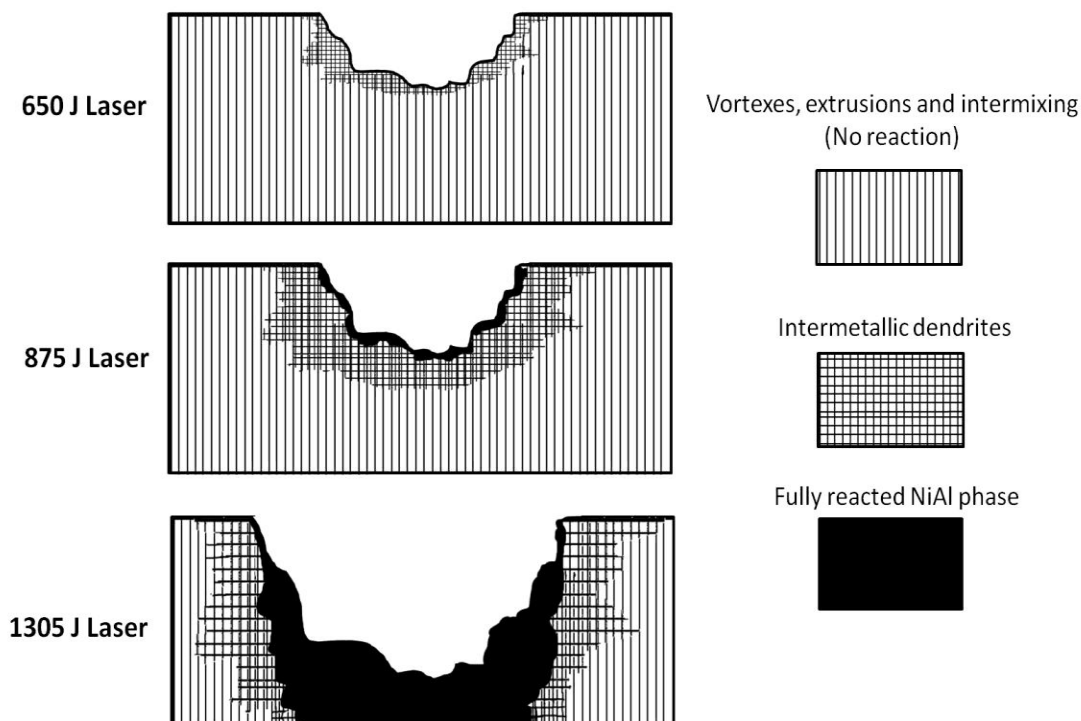 650 J Laser
875 J Laser
1305 J Laser
Vortexes, extrusions and intermixing
(No reaction)
Intermetallic dendrites
Fully reacted NiAl phase